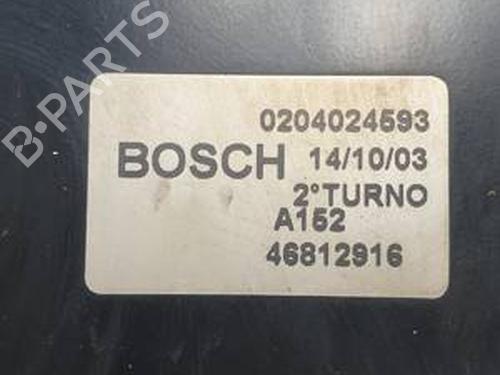 0204024593
BOSCH 14/10/03
2°TURNO
A152
46812916
B-PARTS